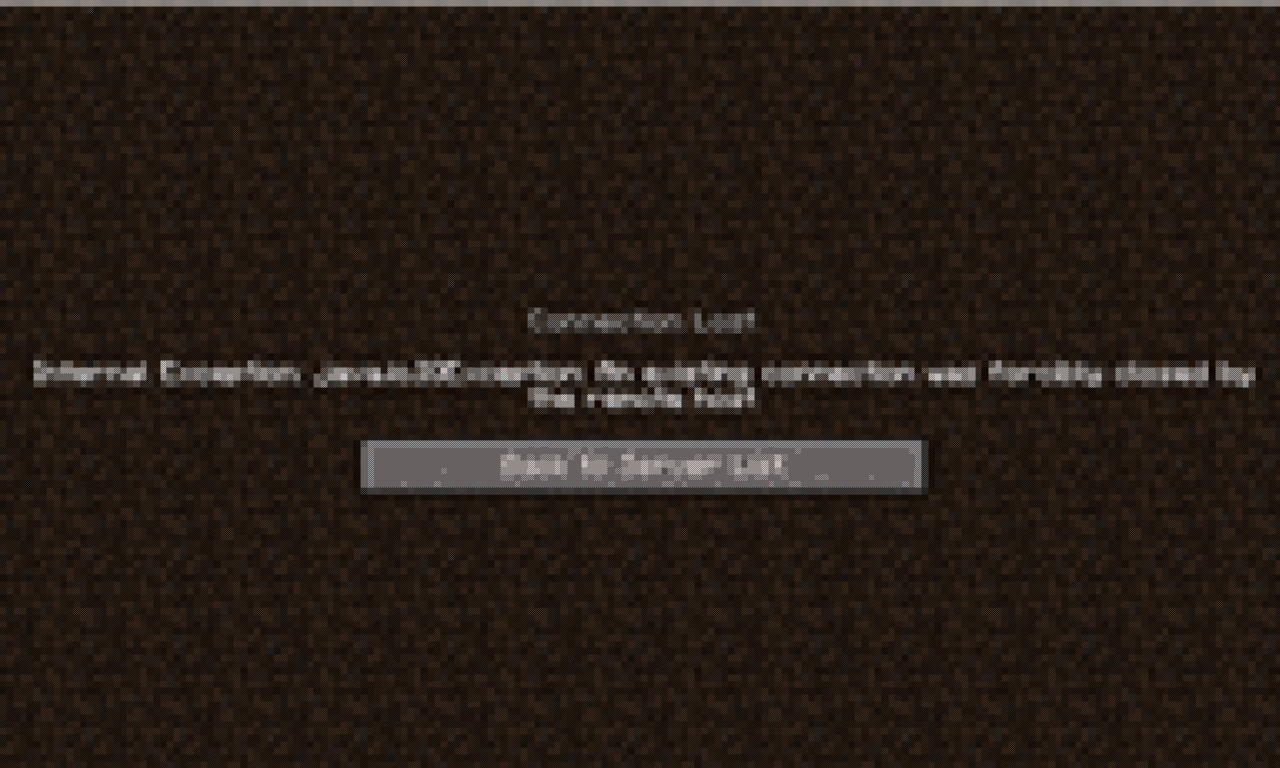 Connection Lost
Internal Exception: java.io.IOException: An existing connection was forcibly closed by
the remote host
Back to Server List